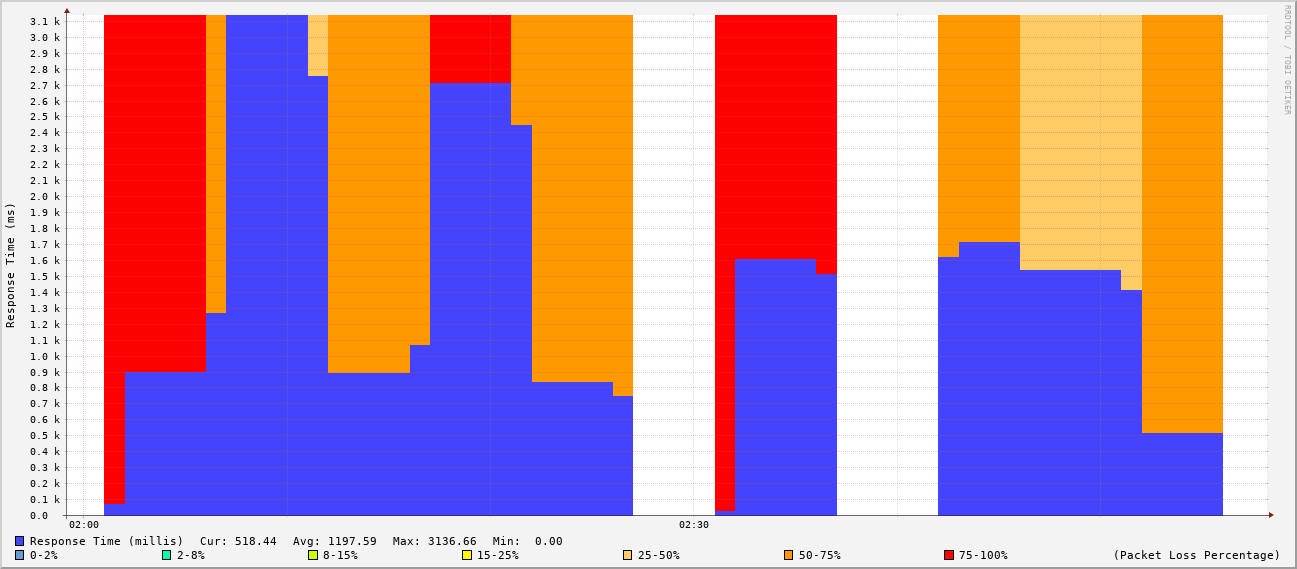 RRDTOOL / TOBI OETIKER
Response Time (ms)
3.1 k
3.0 k
2.9 k
2.8 k
2.7 k
2.6 k
2.5 k
2.4 k
2.3 k
2.2 k
2.1 k
2.0 k
1.9 k
1.8 k
1.7 k
1.6 k
1.5 k
1.4 k
1.3 k
1.2 k
1.1 k
1.0 k
0.9 k
0.8 k
0.7 k
0.6 k
0.5 k
0.4 k
0.3 k
0.2 k
0.1 k
0.0
02:00 02:30
Response Time (millis) Cur: 518.44 Avg: 1197.59 Max: 3136.66 Min: 0.00
0-2% 2-8% 8-15% 15-25% 25-50% 50-75% 75-100% (Packet Loss Percentage)